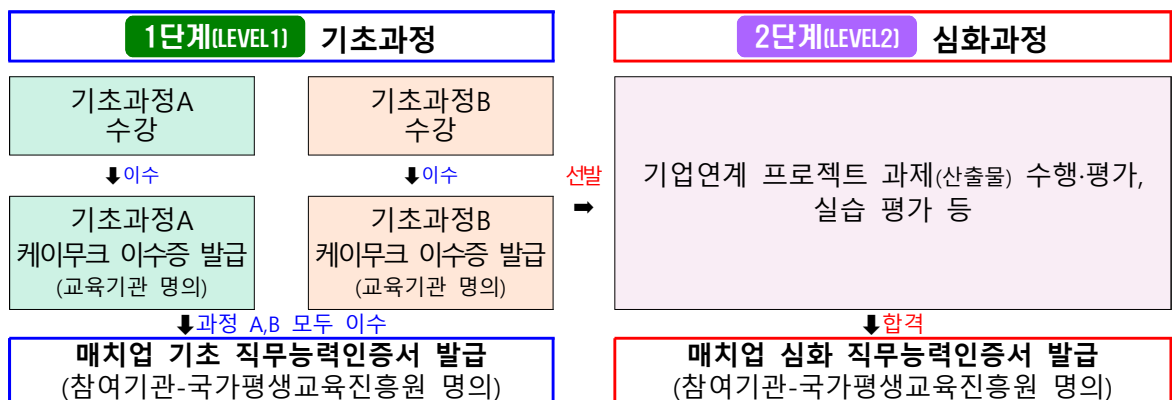 1단계(LEVEL1) 기초과정
기초과정A
수강
⬇이수
기초과정A
케이무크 이수증 발급
(교육기관 명의)
기초과정B
수강
⬇이수
기초과정B
케이무크 이수증 발급
(교육기관 명의)
⬇과정 A,B 모두 이수
매치업 기초 직무능력인증서 발급
(참여기관-국가평생교육진흥원 명의)
선발
➡
2단계(LEVEL2) 심화과정
기업연계 프로젝트 과제(산출물) 수행·평가,
실습 평가 등
⬇합격
매치업 심화 직무능력인증서 발급
(참여기관-국가평생교육진흥원 명의)